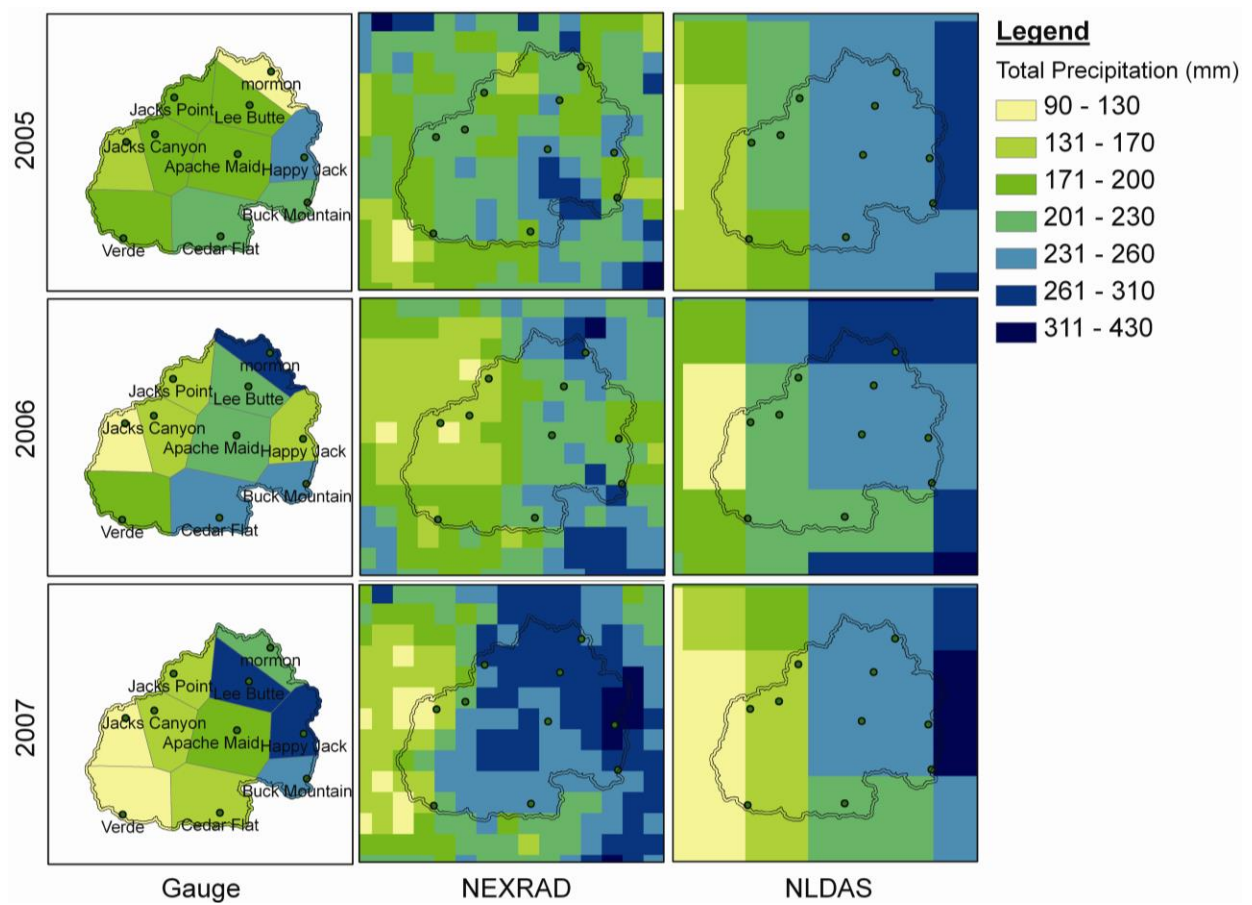 Legend
Total Precipitation (mm)
90 - 130
131 - 170
171 - 200
201 - 230
231 - 260
261 - 310
311 - 430
2005
mormon
Jacks Point
Lee Butte
Jacks Canyon
Apache Maid
Happy Jack
Buck Mountain
Verde
Cedar Flat
2006
mormon
Jacks Point
Lee Butte
Jacks Canyon
Apache Maid
Happy Jack
Buck Mountain
Verde
Cedar Flat
2007
mormon
Jacks Point
Lee Butte
Jacks Canyon
Apache Maid
Happy Jack
Buck Mountain
Verde
Cedar Flat
Gauge
NEXRAD
NLDAS